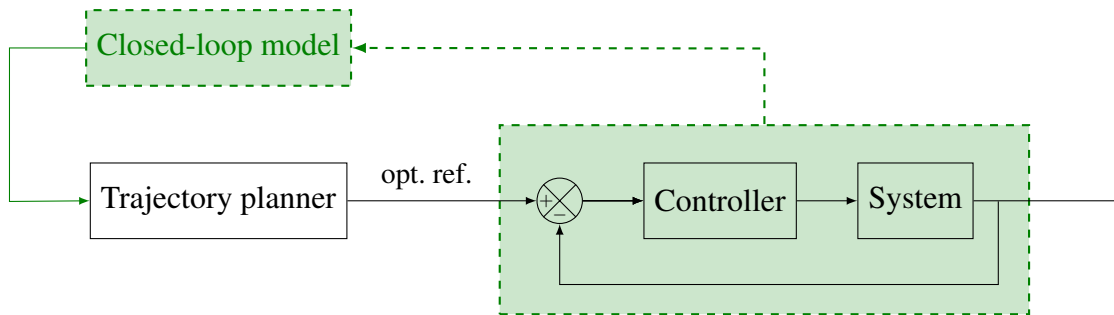 Closed-loop model
opt. ref.
Trajectory planner
+
−
Controller
System